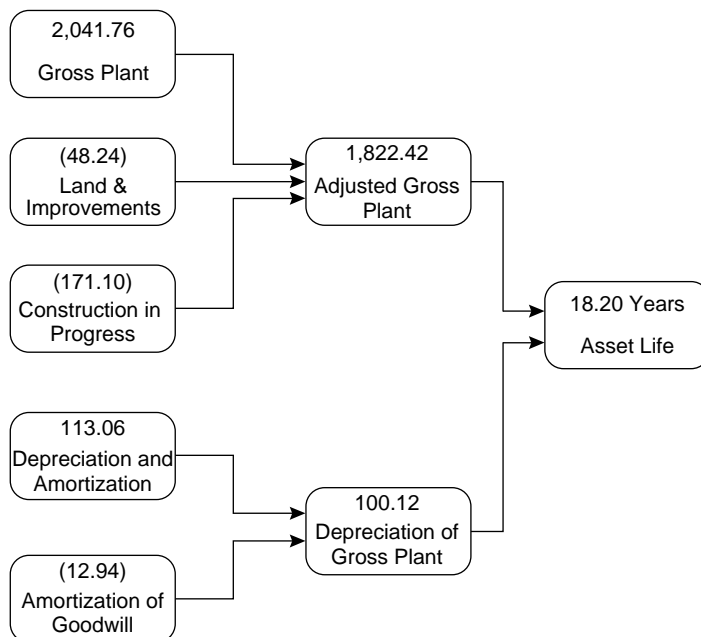 2,041.76
Gross Plant
(48.24)
Land &
Improvements
(171.10)
Construction in
Progress
1,822.42
Adjusted Gross
Plant
18.20 Years
Asset Life
113.06
Depreciation and
Amortization
(12.94)
Amortization of
Goodwill
100.12
Depreciation of
Gross Plant